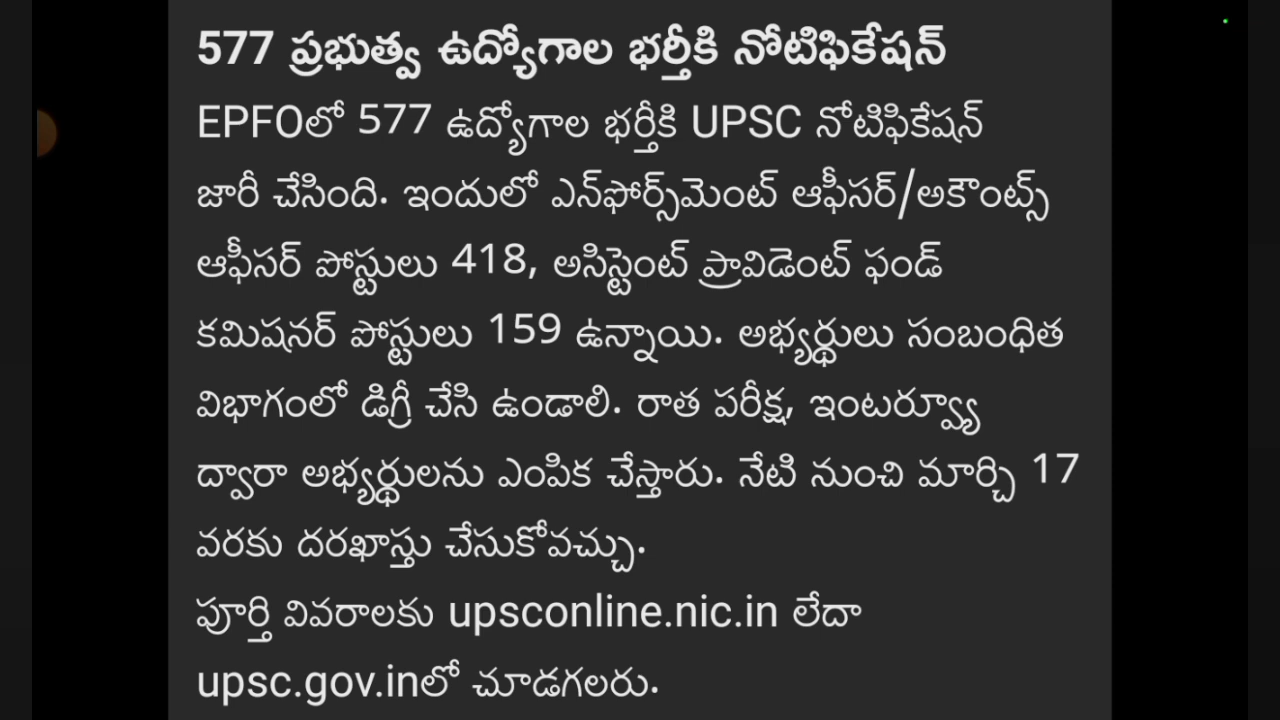 577 ప్రభుత్వ ఉద్యోగాల భర్తీకి నోటిఫికేషన్
EPFOలో 577 ఉద్యోగాల భర్తీకి UPSC నోటిఫికేషన్
జారీ చేసింది. ఇందులో ఎన్‌ఫోర్స్‌మెంట్ ఆఫీసర్/అకౌంట్స్
ఆఫీసర్ పోస్టులు 418, అసిస్టెంట్ ప్రావిడెంట్ ఫండ్
కమిషనర్ పోస్టులు 159 ఉన్నాయి. అభ్యర్థులు సంబంధిత
విభాగంలో డిగ్రీ చేసి ఉండాలి. రాత పరీక్ష, ఇంటర్వ్యూ
ద్వారా అభ్యర్థులను ఎంపిక చేస్తారు. నేటి నుంచి మార్చి 17
వరకు దరఖాస్తు చేసుకోవచ్చు.
పూర్తి వివరాలకు upsconline.nic.in లేదా
upsc.gov.inలో చూడగలరు.